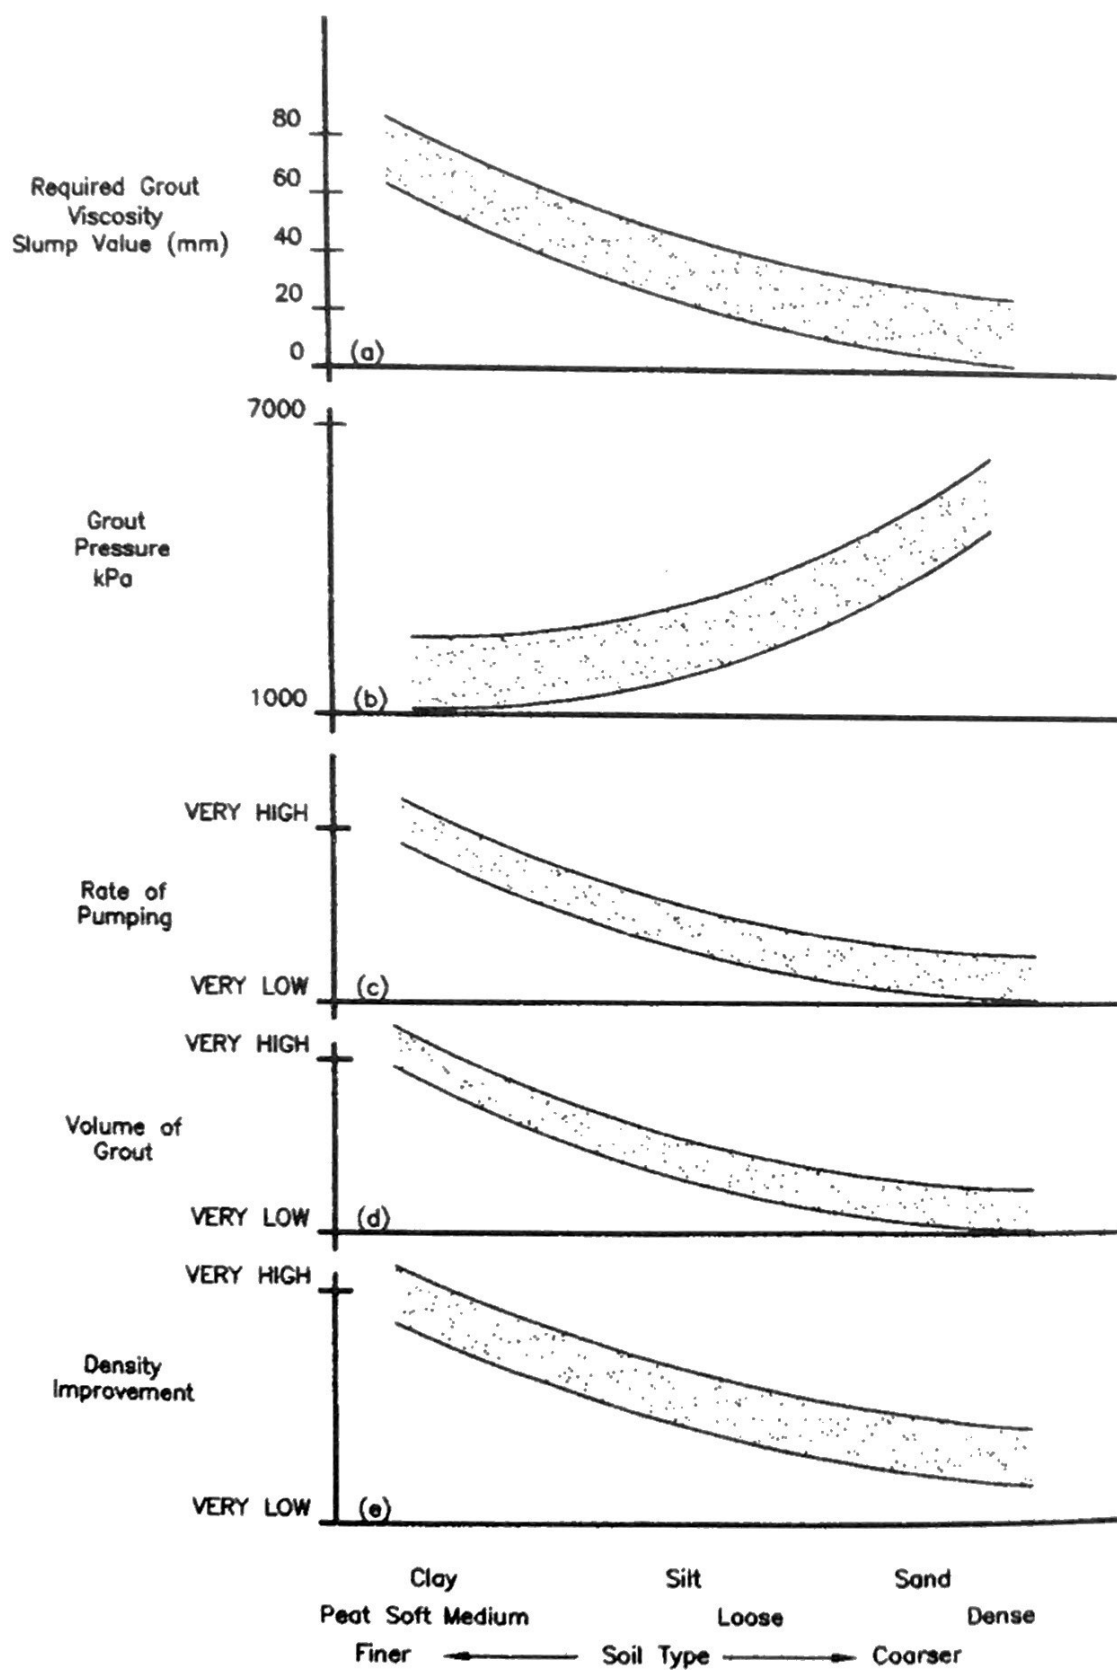 80
60
Required Grout
Viscosity
Slump Value (mm)
40
20
0
(a)
7000
Grout
Pressure
kPa
1000
(b)
VERY HIGH
Rate of
Pumping
VERY LOW
(c)
VERY HIGH
Volume of
Grout
VERY LOW
(d)
VERY HIGH
Density
Improvement
VERY LOW
(e)
Clay Silt Sand
Peat Soft Medium Loose Dense
Finer Soil Type Coarser